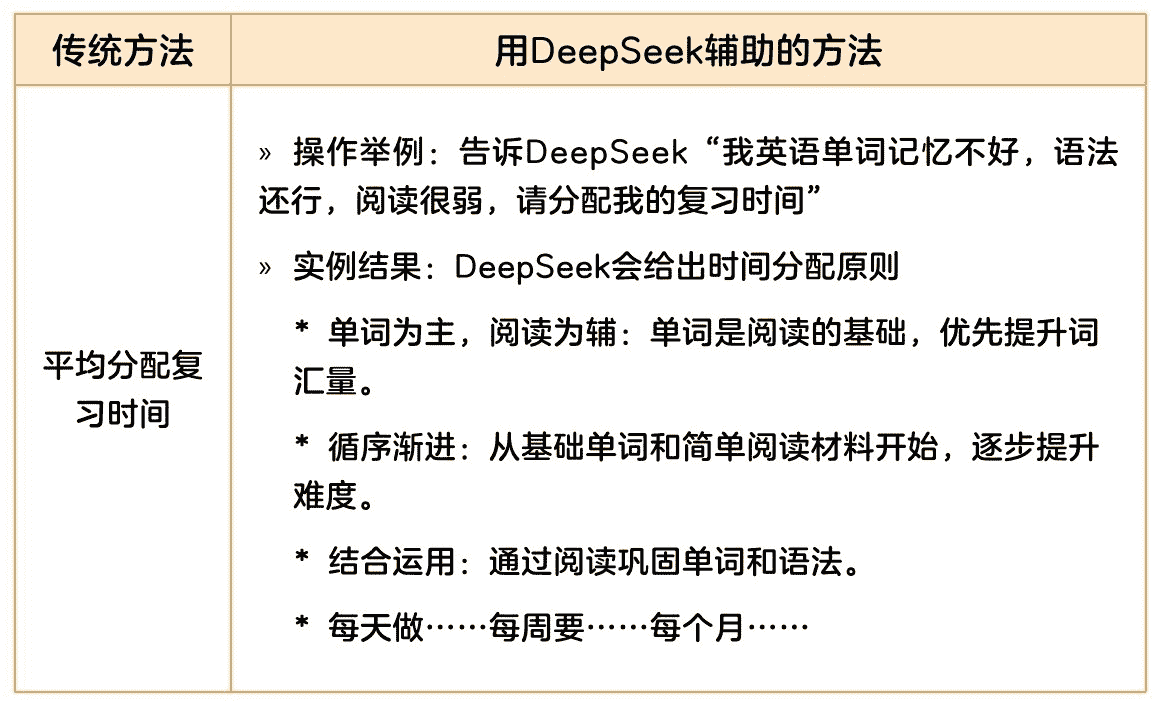 传统方法
用DeepSeek辅助的方法
平均分配复
习时间
» 操作举例：告诉DeepSeek“我英语单词记忆不好，语法
还行，阅读很弱，请分配我的复习时间”
» 实例结果：DeepSeek会给出时间分配原则
* 单词为主，阅读为辅：单词是阅读的基础，优先提升词
汇量。
* 循序渐进：从基础单词和简单阅读材料开始，逐步提升
难度。
* 结合运用：通过阅读巩固单词和语法。
* 每天做……每周要……每个月……